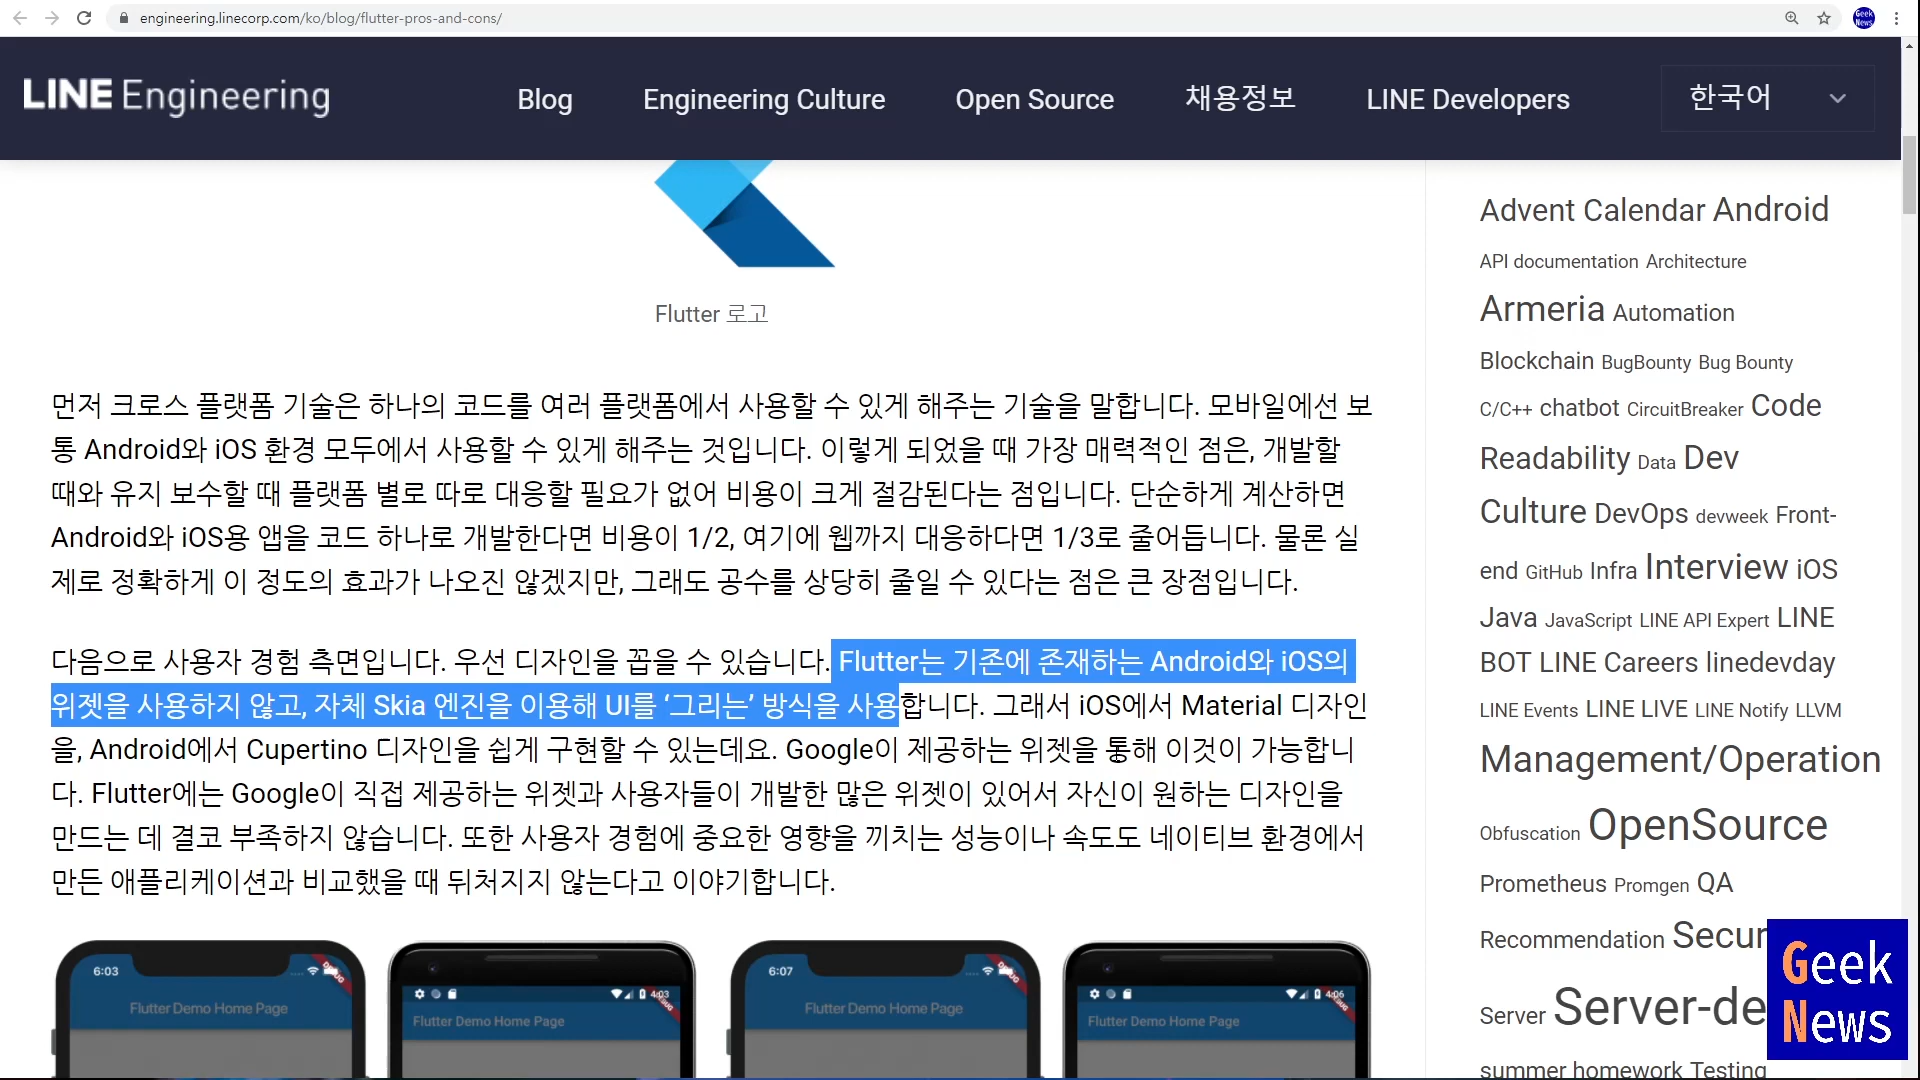 engineering.linecorp.com/ko/blog/flutter-pros-and-cons/
LINE Engineering
Blog
Engineering Culture
Open Source
채용정보
LINE Developers
한국어
Flutter 로고
먼저 크로스 플랫폼 기술은 하나의 코드를 여러 플랫폼에서 사용할 수 있게 해주는 기술을 말합니다. 모바일에선 보
통 Android와 iOS 환경 모두에서 사용할 수 있게 해주는 것입니다. 이렇게 되었을 때 가장 매력적인 점은, 개발할
때와 유지 보수할 때 플랫폼 별로 따로 대응할 필요가 없어 비용이 크게 절감된다는 점입니다. 단순하게 계산하면
Android와 iOS용 앱을 코드 하나로 개발한다면 비용이 1/2, 여기에 웹까지 대응하다면 1/3로 줄어듭니다. 물론 실
제로 정확하게 이 정도의 효과가 나오진 않겠지만, 그래도 공수를 상당히 줄일 수 있다는 점은 큰 장점입니다.
다음으로 사용자 경험 측면입니다. 우선 디자인을 꼽을 수 있습니다. Flutter는 기존에 존재하는 Android와 iOS의
위젯을 사용하지 않고, 자체 Skia 엔진을 이용해 UI를 ‘그리는’ 방식을 사용합니다. 그래서 iOS에서 Material 디자인
을, Android에서 Cupertino 디자인을 쉽게 구현할 수 있는데요. Google이 제공하는 위젯을 통해 이것이 가능합니
다. Flutter에는 Google이 직접 제공하는 위젯과 사용자들이 개발한 많은 위젯이 있어서 자신이 원하는 디자인을
만드는 데 결코 부족하지 않습니다. 또한 사용자 경험에 중요한 영향을 끼치는 성능이나 속도도 네이티브 환경에서
만든 애플리케이션과 비교했을 때 뒤처지지 않는다고 이야기합니다.
6:03
DEBUG
Flutter Demo Home Page
4:03
Flutter Demo Home Page
6:07
DEBUG
Flutter Demo Home Page
4:06
Flutter Demo Home Page
Advent Calendar Android
API documentation Architecture
Armeria Automation
Blockchain BugBounty Bug Bounty
C/C++ chatbot CircuitBreaker Code
Readability Data Dev
Culture DevOps devweek Front-
end GitHub Infra Interview iOS
Java JavaScript LINE API Expert LINE
BOT LINE Careers linedevday
LINE Events LINE LIVE LINE Notify LLVM
Management/Operation
Obfuscation OpenSource
Prometheus Promgen QA
Recommendation Secur
Server Server-de
summer homework Testing
Geek
News